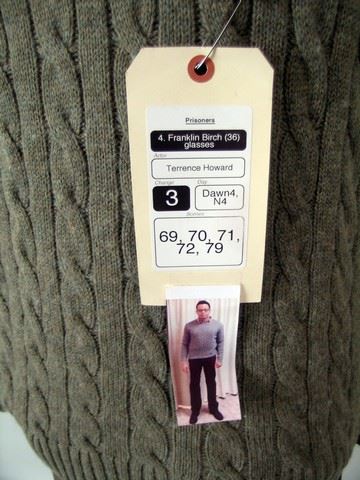 Prisoners
4. Franklin Birch (36)
glasses
Actor
Terrence Howard
Change
Day
3
Dawn4,
N4
Scenes
69, 70, 71,
72, 79